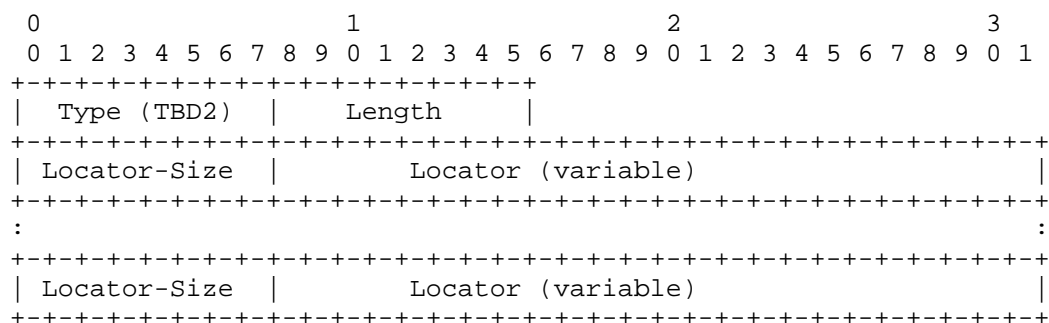 0                   1                   2                   3
 0 1 2 3 4 5 6 7 8 9 0 1 2 3 4 5 6 7 8 9 0 1 2 3 4 5 6 7 8 9 0 1
+-+-+-+-+-+-+-+-+-+-+-+-+-+-+-+-+
|  Type (TBD2)  |    Length     |
+-+-+-+-+-+-+-+-+-+-+-+-+-+-+-+-+-+-+-+-+-+-+-+-+-+-+-+-+-+-+-+-+
| Locator-Size  |        Locator (variable)                     |
+-+-+-+-+-+-+-+-+-+-+-+-+-+-+-+-+-+-+-+-+-+-+-+-+-+-+-+-+-+-+-+-+
:                                                               :
+-+-+-+-+-+-+-+-+-+-+-+-+-+-+-+-+-+-+-+-+-+-+-+-+-+-+-+-+-+-+-+-+
| Locator-Size  |        Locator (variable)                     |
+-+-+-+-+-+-+-+-+-+-+-+-+-+-+-+-+-+-+-+-+-+-+-+-+-+-+-+-+-+-+-+-+